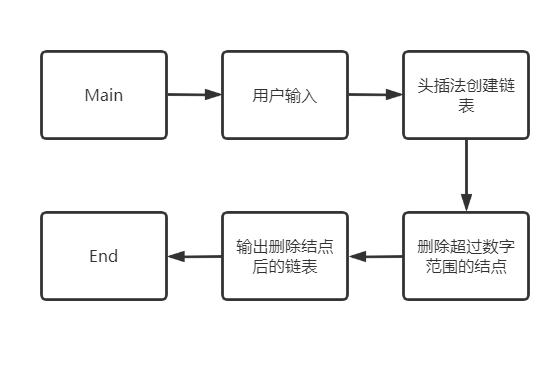 Main
用户输入
头插法创建链
表
删除超过数字
范围的结点
输出删除结点
后的链表
End